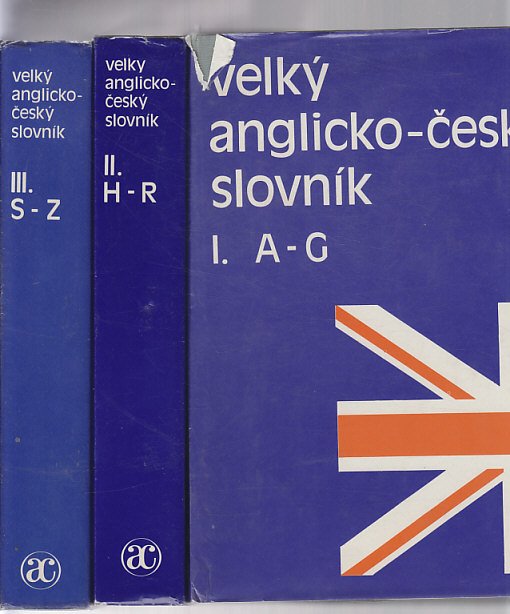 velký
anglicko-
český
slovník
III.
S - Z
ac
velký
anglicko-
český
slovník
II.
H - R
ac
velký
anglicko-česk
slovník
I. A - G